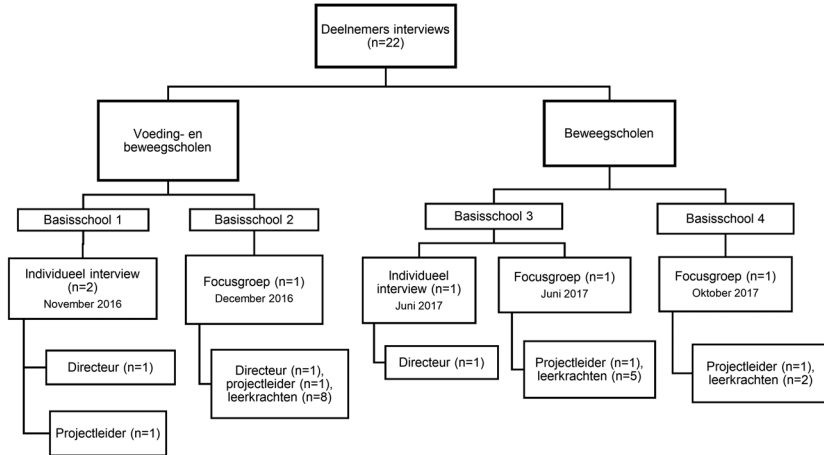 Deelnemers interviews
(n=22)
Voeding- en
beweegscholen
Beweegscholen
Basisschool 1
Basisschool 2
Basisschool 3
Basisschool 4
Individueel interview
(n=2)
November 2016
Focusgroep (n=1)
December 2016
Individueel
interview (n=1)
Juni 2017
Focusgroep (n=1)
Juni 2017
Focusgroep (n=1)
Oktober 2017
Directeur (n=1)
Projectleider (n=1)
Directeur (n=1),
projectleider (n=1),
leerkrachten (n=8)
Directeur (n=1)
Projectleider (n=1),
leerkrachten (n=5)
Projectleider (n=1),
leerkrachten (n=2)